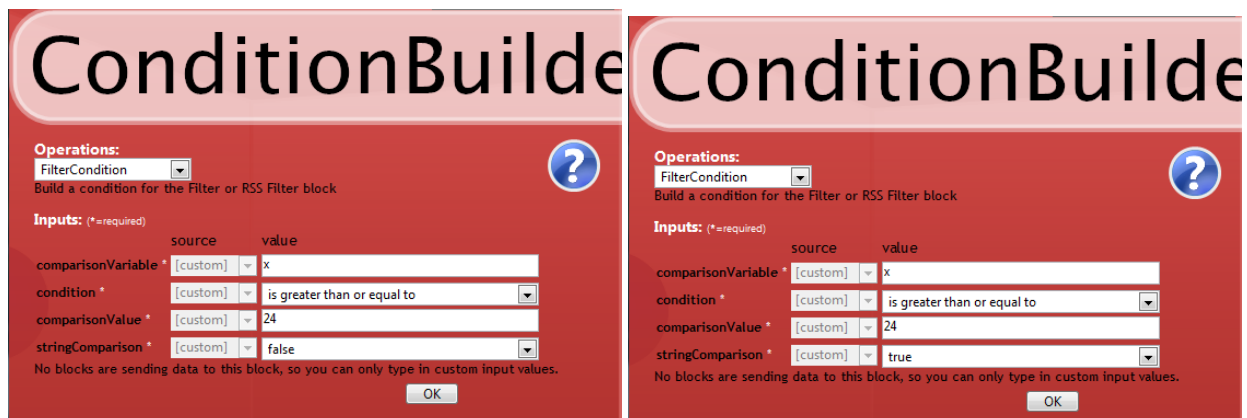 ConditionBuilde
Operations:
FilterCondition
Build a condition for the Filter or RSS Filter block
Inputs: (*=required)
source value
comparisonVariable * [custom] x
condition * [custom] is greater than or equal to
comparisonValue * [custom] 24
stringComparison * [custom] false
No blocks are sending data to this block, so you can only type in custom input values.
OK
?
ConditionBuilde
Operations:
FilterCondition
Build a condition for the Filter or RSS Filter block
Inputs: (*=required)
source value
comparisonVariable * [custom] x
condition * [custom] is greater than or equal to
comparisonValue * [custom] 24
stringComparison * [custom] true
No blocks are sending data to this block, so you can only type in custom input values.
OK
?